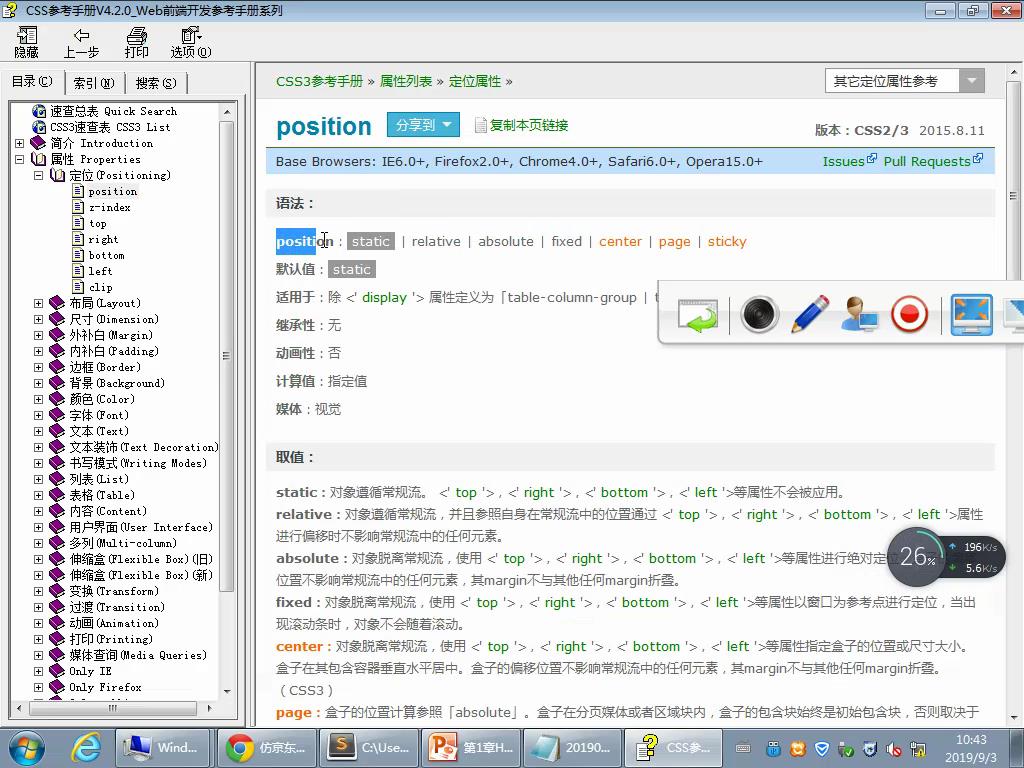 CSS参考手册V4.2.0_Web前端开发参考手册系列
隐藏 上一步 打印 选项(O)
目录(C) 索引(N) 搜索(S)
速查总表 Quick Search
CSS3速查表 CSS3 List
简介 Introduction
属性 Properties
定位(Positioning)
position
z-index
top
right
bottom
left
clip
布局(Layout)
尺寸(Dimension)
外补白(Margin)
内补白(Padding)
边框(Border)
背景(Background)
颜色(Color)
字体(Font)
文本(Text)
文本装饰(Text Decoration)
书写模式(Writing Modes)
列表(List)
表格(Table)
内容(Content)
用户界面(User Interface)
多列(Multi-column)
伸缩盒(Flexible Box)(旧)
伸缩盒(Flexible Box)(新)
变换(Transform)
过渡(Transition)
动画(Animation)
打印(Printing)
媒体查询(Media Queries)
Only IE
Only Firefox
CSS3参考手册 » 属性列表 » 定位属性 »
其它定位属性参考
position 分享到 复制本页链接
版本：CSS2/3 2015.8.11
Base Browsers: IE6.0+, Firefox2.0+, Chrome4.0+, Safari6.0+, Opera15.0+ Issues Pull Requests
语法：
position：static | relative | absolute | fixed | center | page | sticky
默认值：static
适用于：除 <' display '> 属性定义为「table-column-group | t
继承性：无
动画性：否
计算值：指定值
媒体：视觉
取值：
static：对象遵循常规流。 <' top '> , <' right '> , <' bottom '> , <' left '>等属性不会被应用。
relative：对象遵循常规流，并且参照自身在常规流中的位置通过 <' top '> , <' right '> , <' bottom '> , <' left '>属性
进行偏移时不影响常规流中的任何元素。
absolute：对象脱离常规流，使用 <' top '> , <' right '> , <' bottom '> , <' left '>等属性进行绝对定位
位置不影响常规流中的任何元素，其margin不与其他任何margin折叠。
fixed：对象脱离常规流，使用 <' top '> , <' right '> , <' bottom '> , <' left '>等属性以窗口为参考点进行定位，当出
现滚动条时，对象不会随着滚动。
center：对象脱离常规流，使用 <' top '> , <' right '> , <' bottom '> , <' left '>等属性指定盒子的位置或尺寸大小。
盒子在其包含容器垂直水平居中。盒子的偏移位置不影响常规流中的任何元素，其margin不与其他任何margin折叠。
（CSS3）
page：盒子的位置计算参照「absolute」。盒子在分页媒体或者区域块内，盒子的包含块始终是初始包含块，否则取决于
26% 196K/s
5.6K/s
Wind... 仿京东... C:\Use... 第1章H... 20190... CSS参...
10:43
2019/9/3